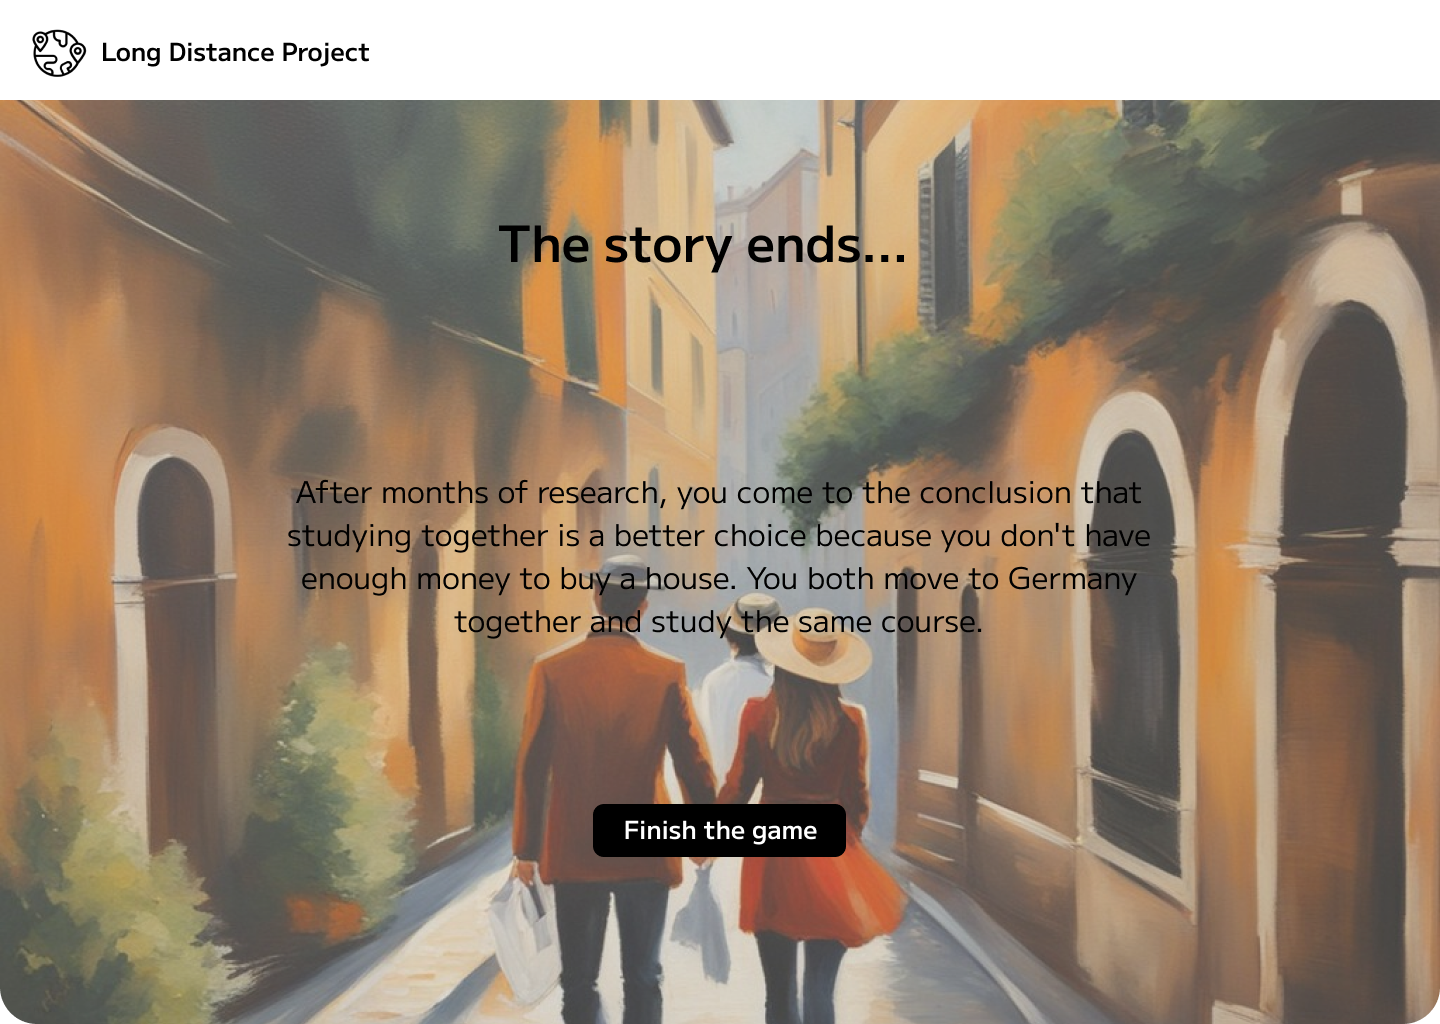 Long Distance Project
The story ends...
After months of research, you come to the conclusion that
studying together is a better choice because you don't have
enough money to buy a house. You both move to Germany
together and study the same course.
Finish the game